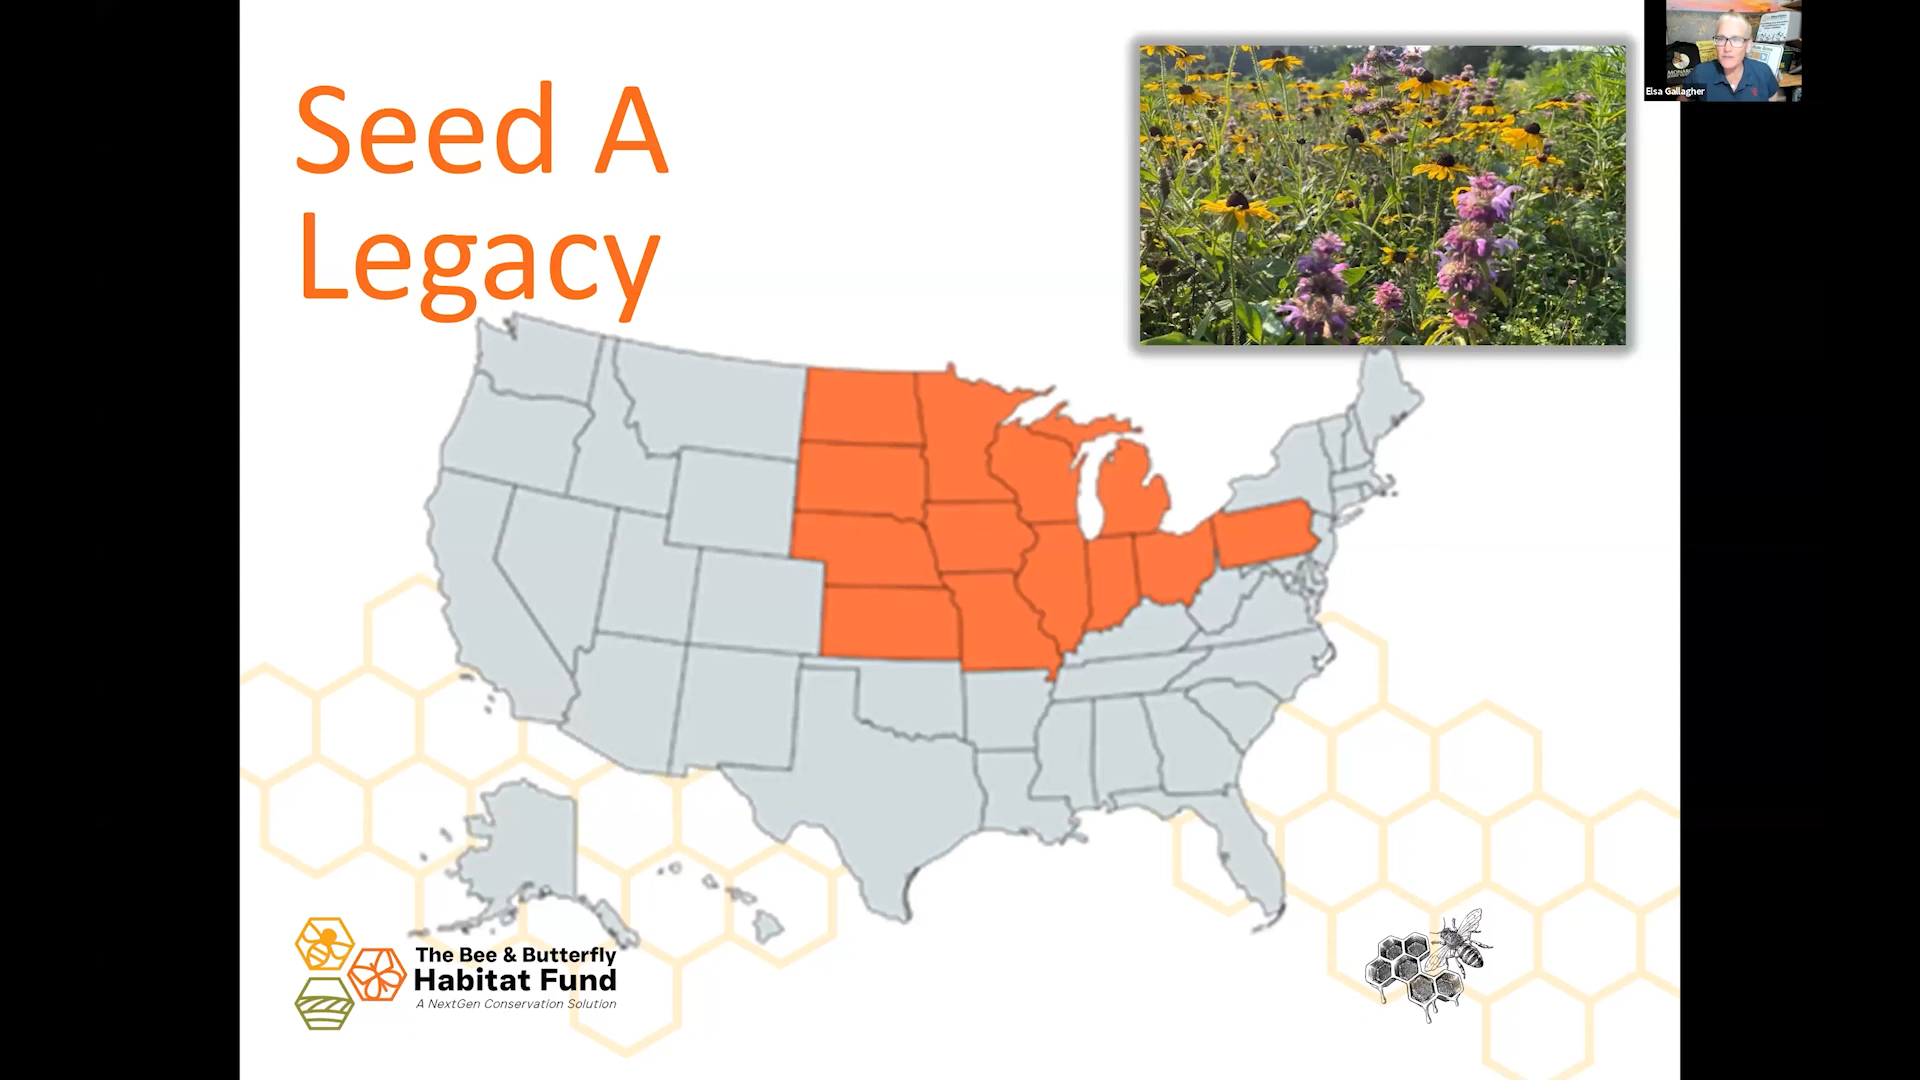 Seed A
Legacy
Elsa Gallagher
The Bee & Butterfly
Habitat Fund
A NextGen Conservation Solution